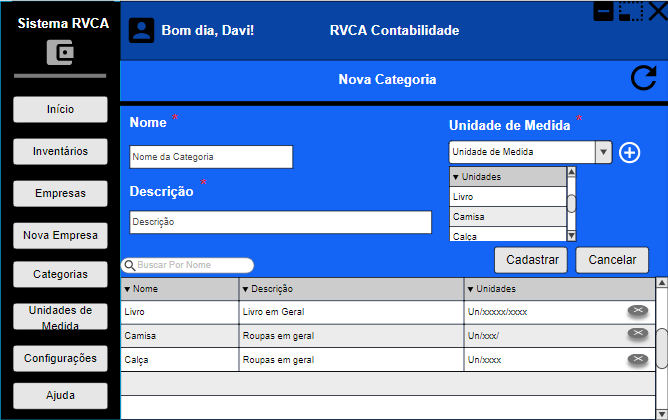 Sistema RVCA
Bom dia, Davi!
RVCA Contabilidade
Nova Categoria
Início
Inventários
Empresas
Nova Empresa
Categorias
Unidades de
Medida
Configurações
Ajuda
Nome *
Nome da Categoria
Descrição *
Descrição
Unidade de Medida *
Unidade de Medida
Unidades
Livro
Camisa
Calça
Cadastrar
Cancelar
Buscar Por Nome
Nome Descrição Unidades
Livro Livro em Geral Un/xxxxx/xxxx
Camisa Roupas em geral Un/xxx/
Calça Roupas em geral Un/xxxx